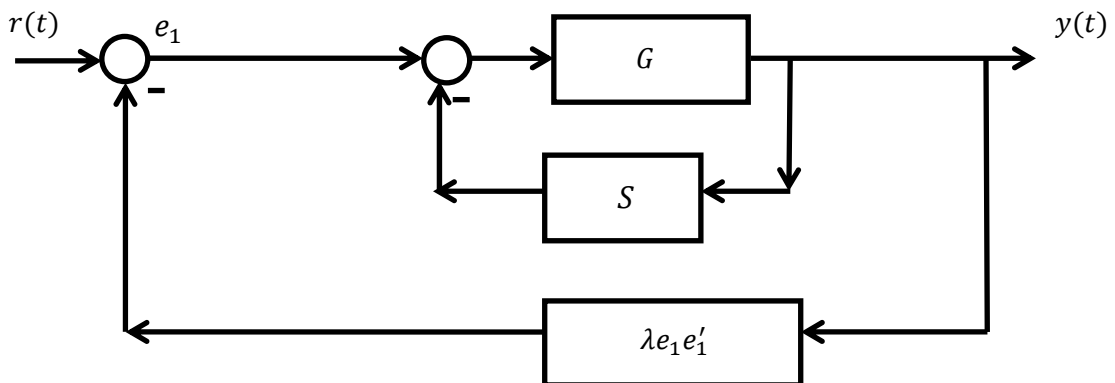 r(t)
e₁
y(t)
G
S
λe₁e₁′